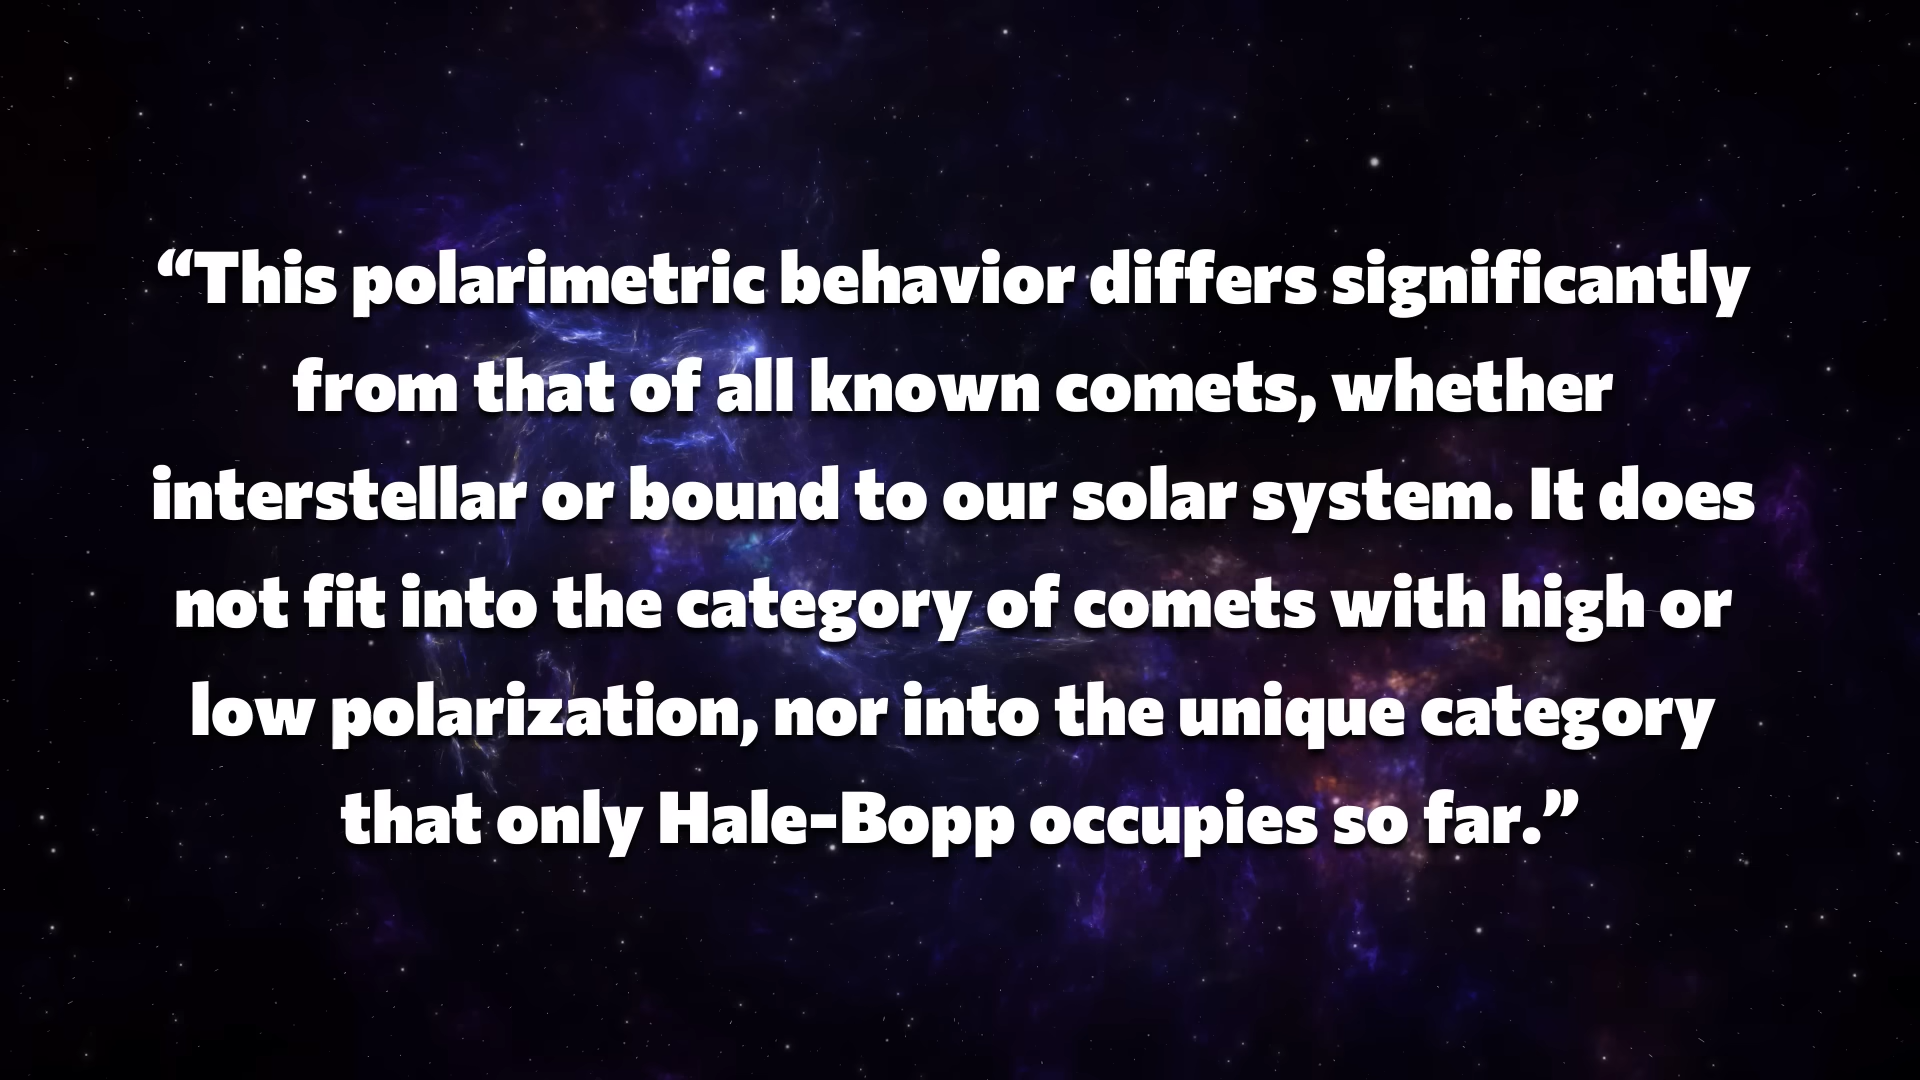 “This polarimetric behavior differs significantly
from that of all known comets, whether
interstellar or bound to our solar system. It does
not fit into the category of comets with high or
low polarization, nor into the unique category
that only Hale-Bopp occupies so far.”